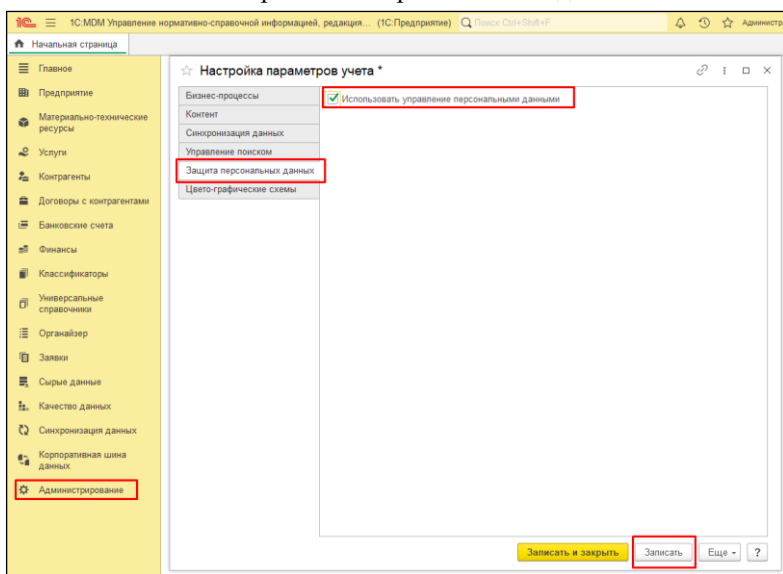 1С:MDM Управление нормативно-справочной информацией, редакция... (1С:Предприятие)
Поиск Ctrl+Shift+F
Администр
Начальная страница
Главное
Предприятие
Материально-технические
ресурсы
Услуги
Контрагенты
Договоры с контрагентами
Банковские счета
Финансы
Классификаторы
Универсальные
справочники
Органайзер
Заявки
Сырые данные
Качество данных
Синхронизация данных
Корпоративная шина
данных
Администрирование
Настройка параметров учета *
Бизнес-процессы
Контент
Синхронизация данных
Управление поиском
Защита персональных данных
Цвето-графические схемы
Использовать управление персональными данными
Записать и закрыть
Записать
Еще
?